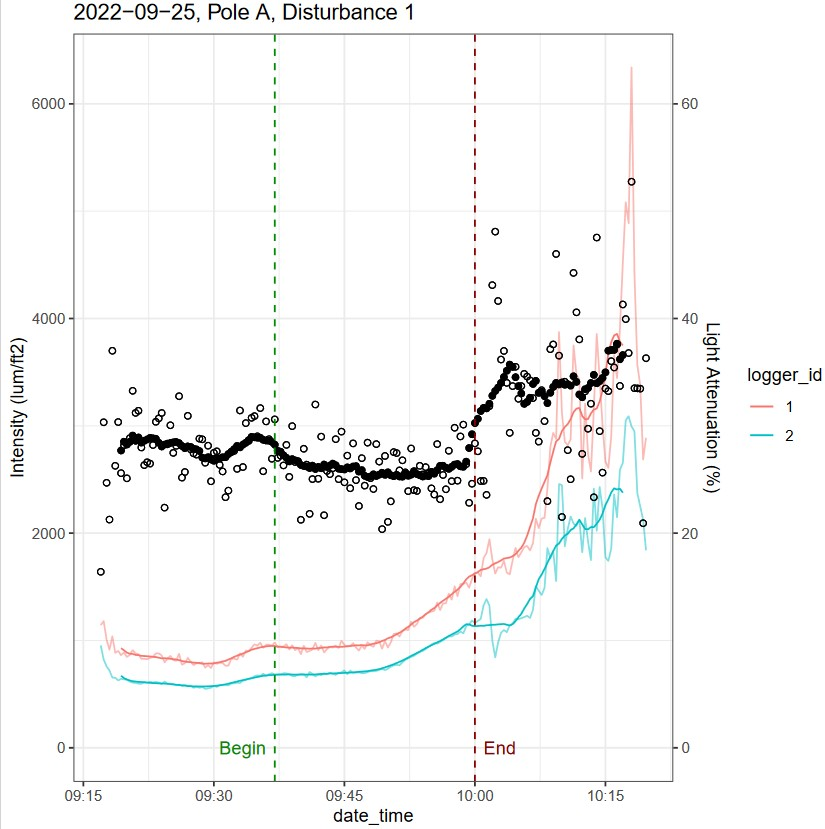 2022−09−25, Pole A, Disturbance 1
6000
4000
2000
0
Intensity (lum/ft2)
60
40
20
0
Light Attenuation (%)
Begin
End
09:15
09:30
09:45
10:00
10:15
date_time
logger_id
1
2